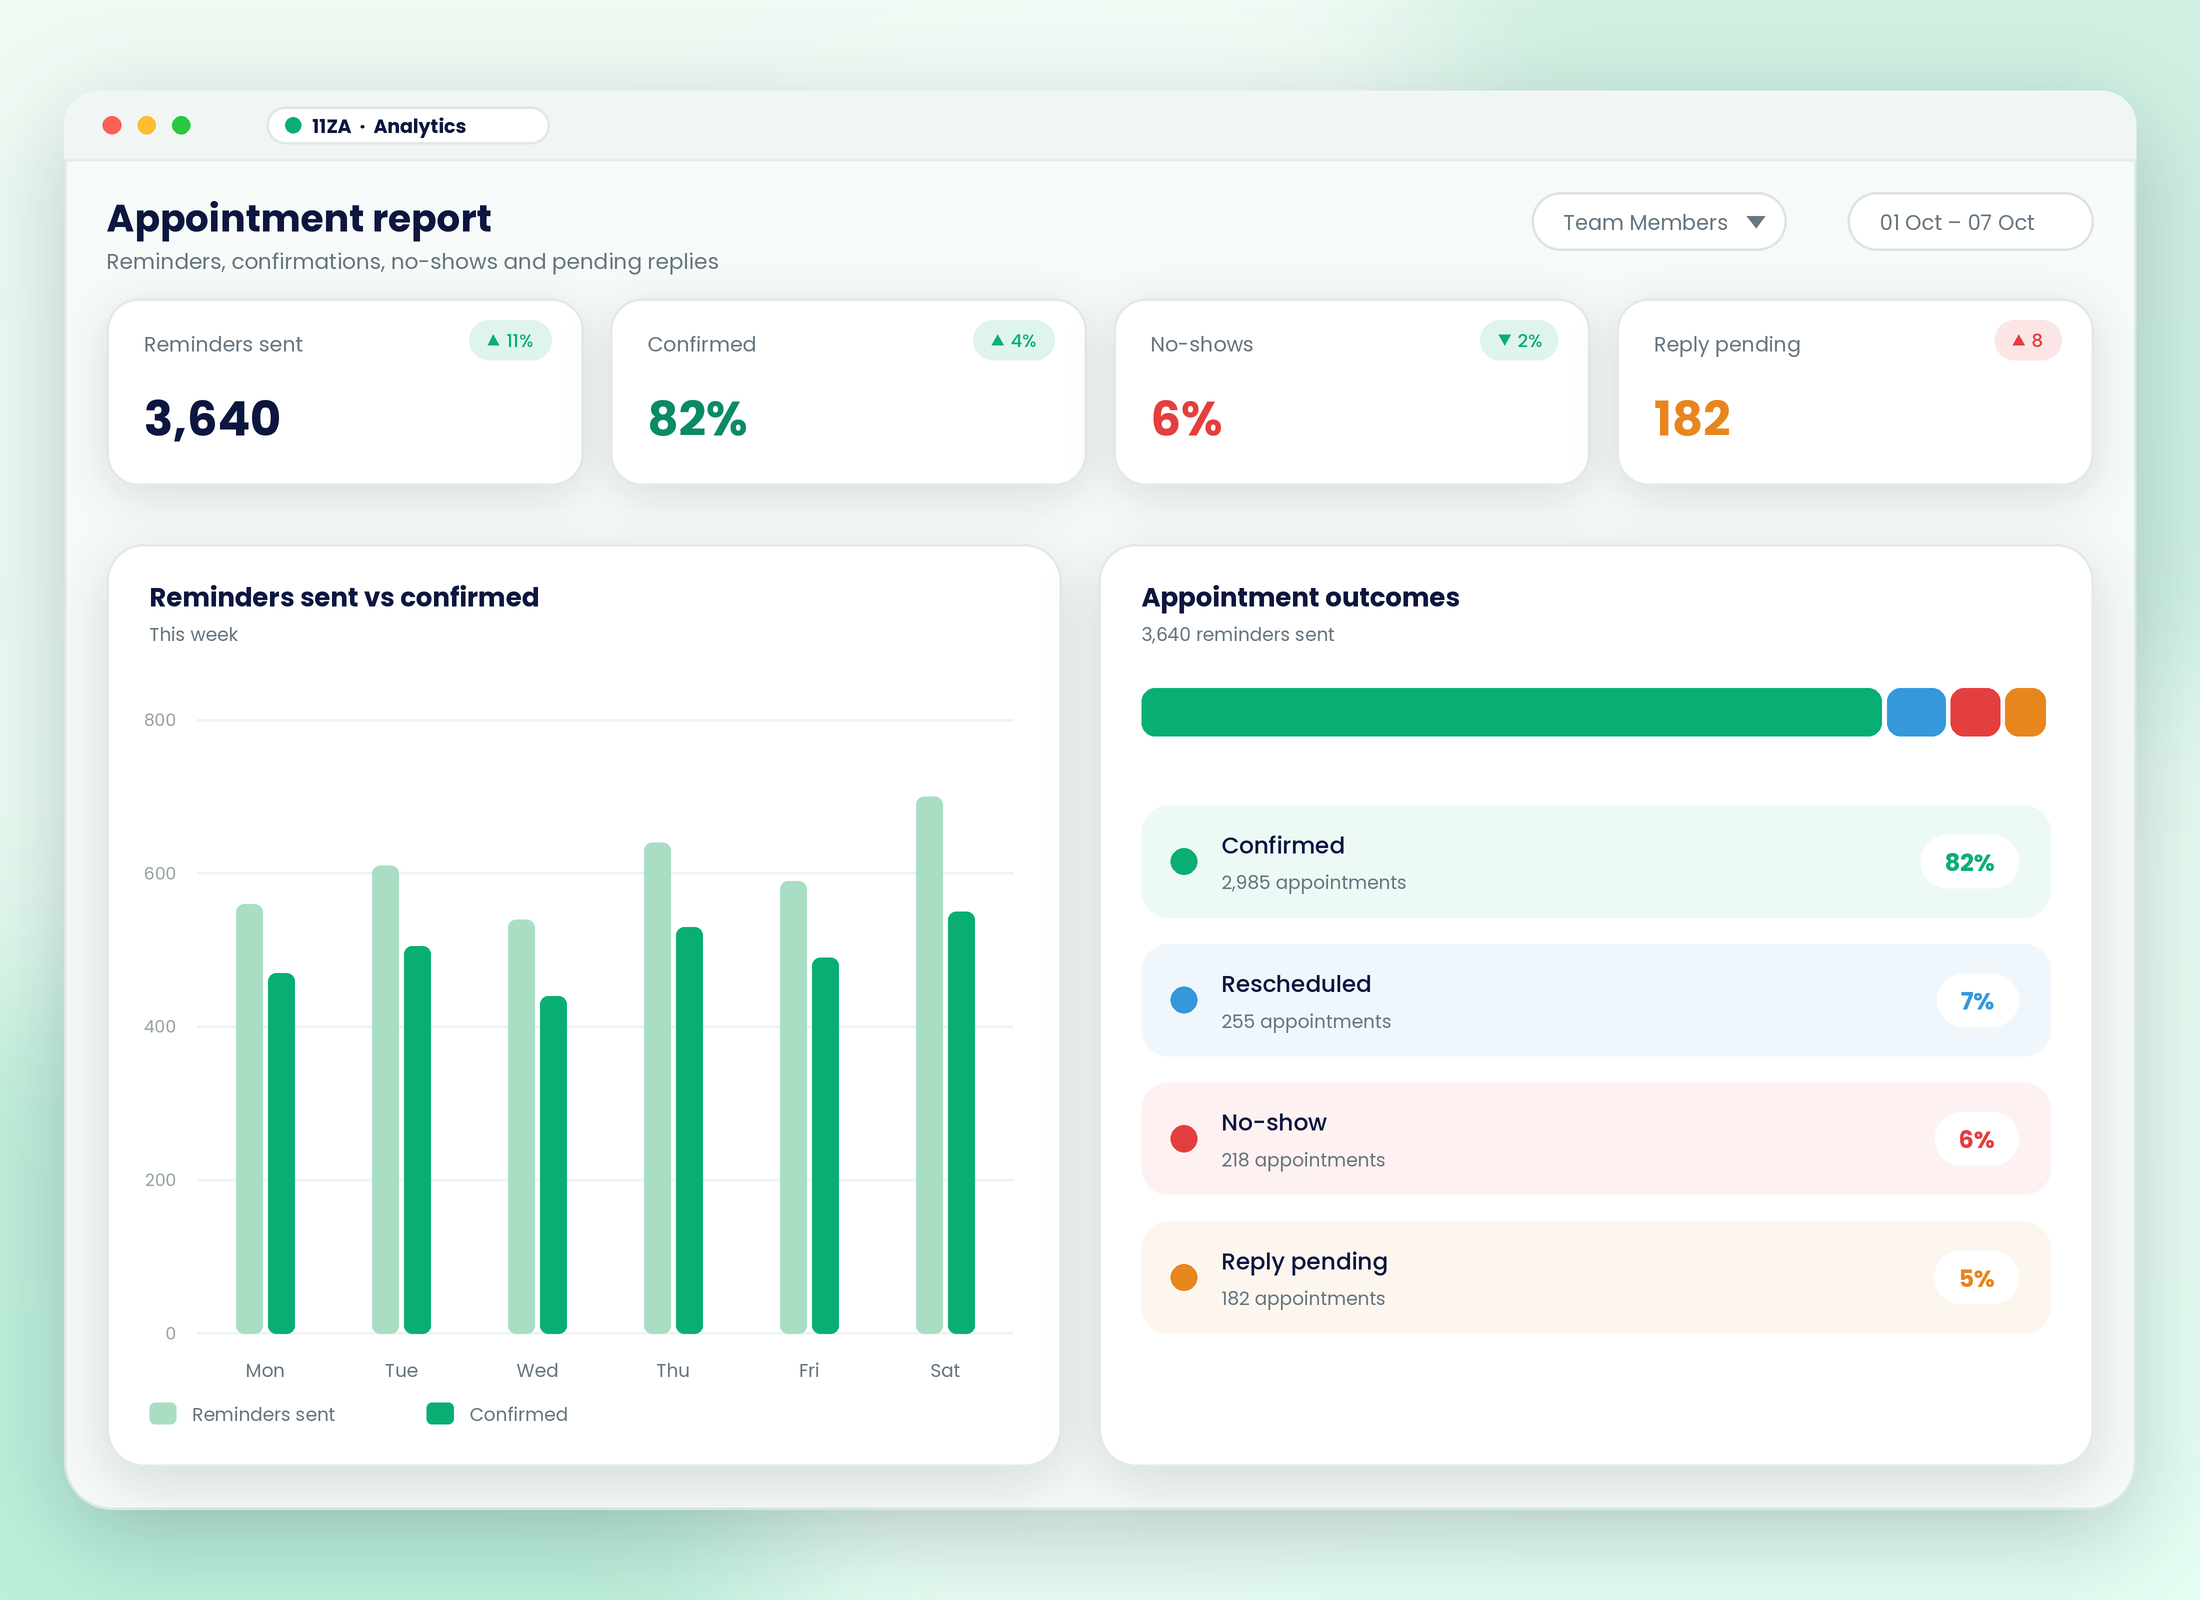 11ZA · Analytics
Appointment report
Reminders, confirmations, no-shows and pending replies
Team Members ▼
01 Oct – 07 Oct
Reminders sent
▲ 11%
3,640
Confirmed
▲ 4%
82%
No-shows
▼ 2%
6%
Reply pending
▲ 8
182
Reminders sent vs confirmed
This week
800
600
400
200
0
Mon Tue Wed Thu Fri Sat
Reminders sent Confirmed
Appointment outcomes
3,640 reminders sent
Confirmed
2,985 appointments
82%
Rescheduled
255 appointments
7%
No-show
218 appointments
6%
Reply pending
182 appointments
5%